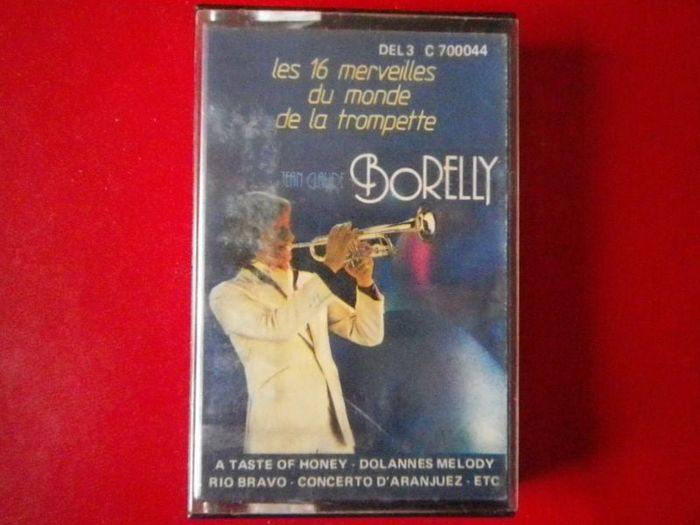 DEL3 C 700044
les 16 merveilles
du monde
de la trompette
JEAN CLAUDE
BORELLY
A TASTE OF HONEY · DOLANNES MELODY
RIO BRAVO · CONCERTO D'ARANJUEZ · ETC